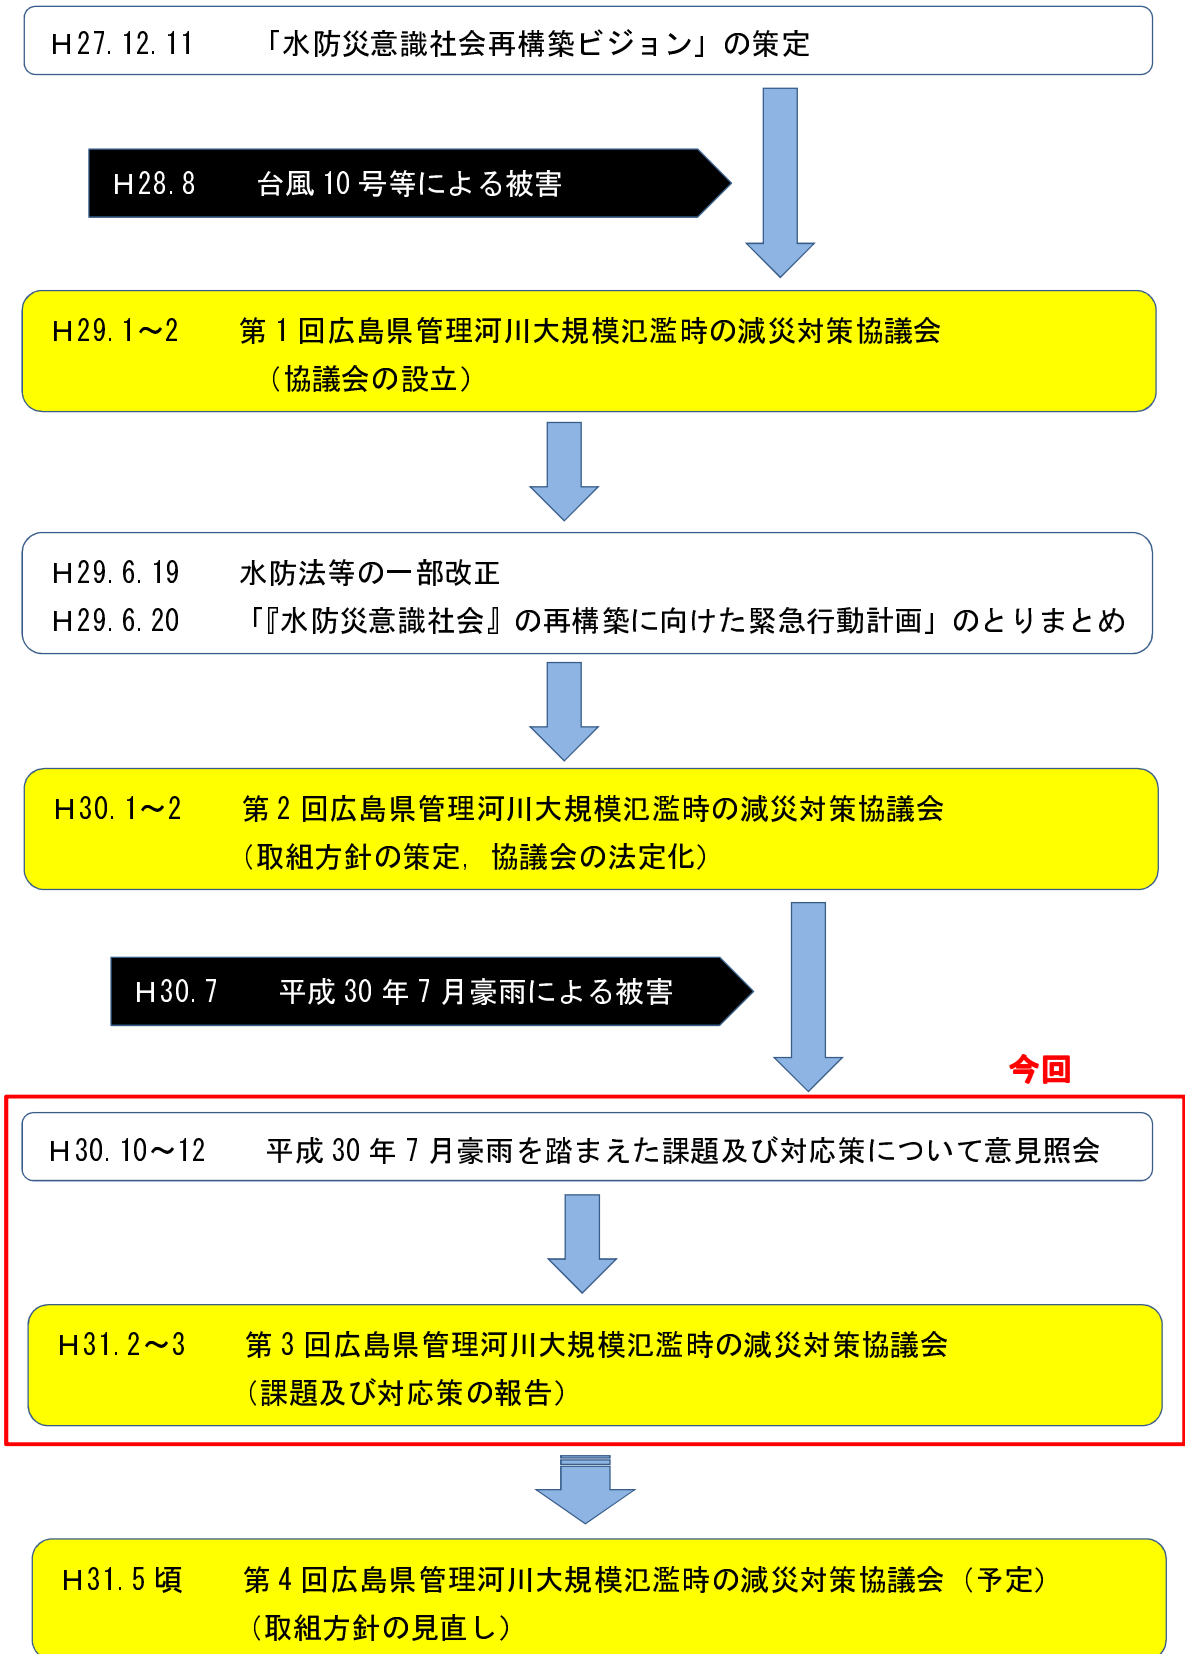 H27.12.11 「水防災意識社会再構築ビジョン」の策定
H28.8 台風10号等による被害
H29.1～2 第1回広島県管理河川大規模氾濫時の減災対策協議会
（協議会の設立）
H29.6.19 水防法等の一部改正
H29.6.20 「『水防災意識社会』の再構築に向けた緊急行動計画」のとりまとめ
H30.1～2 第2回広島県管理河川大規模氾濫時の減災対策協議会
（取組方針の策定，協議会の法定化）
H30.7 平成30年7月豪雨による被害
今回
H30.10～12 平成30年7月豪雨を踏まえた課題及び対応策について意見照会
H31.2～3 第3回広島県管理河川大規模氾濫時の減災対策協議会
（課題及び対応策の報告）
H31.5頃 第4回広島県管理河川大規模氾濫時の減災対策協議会（予定）
（取組方針の見直し）